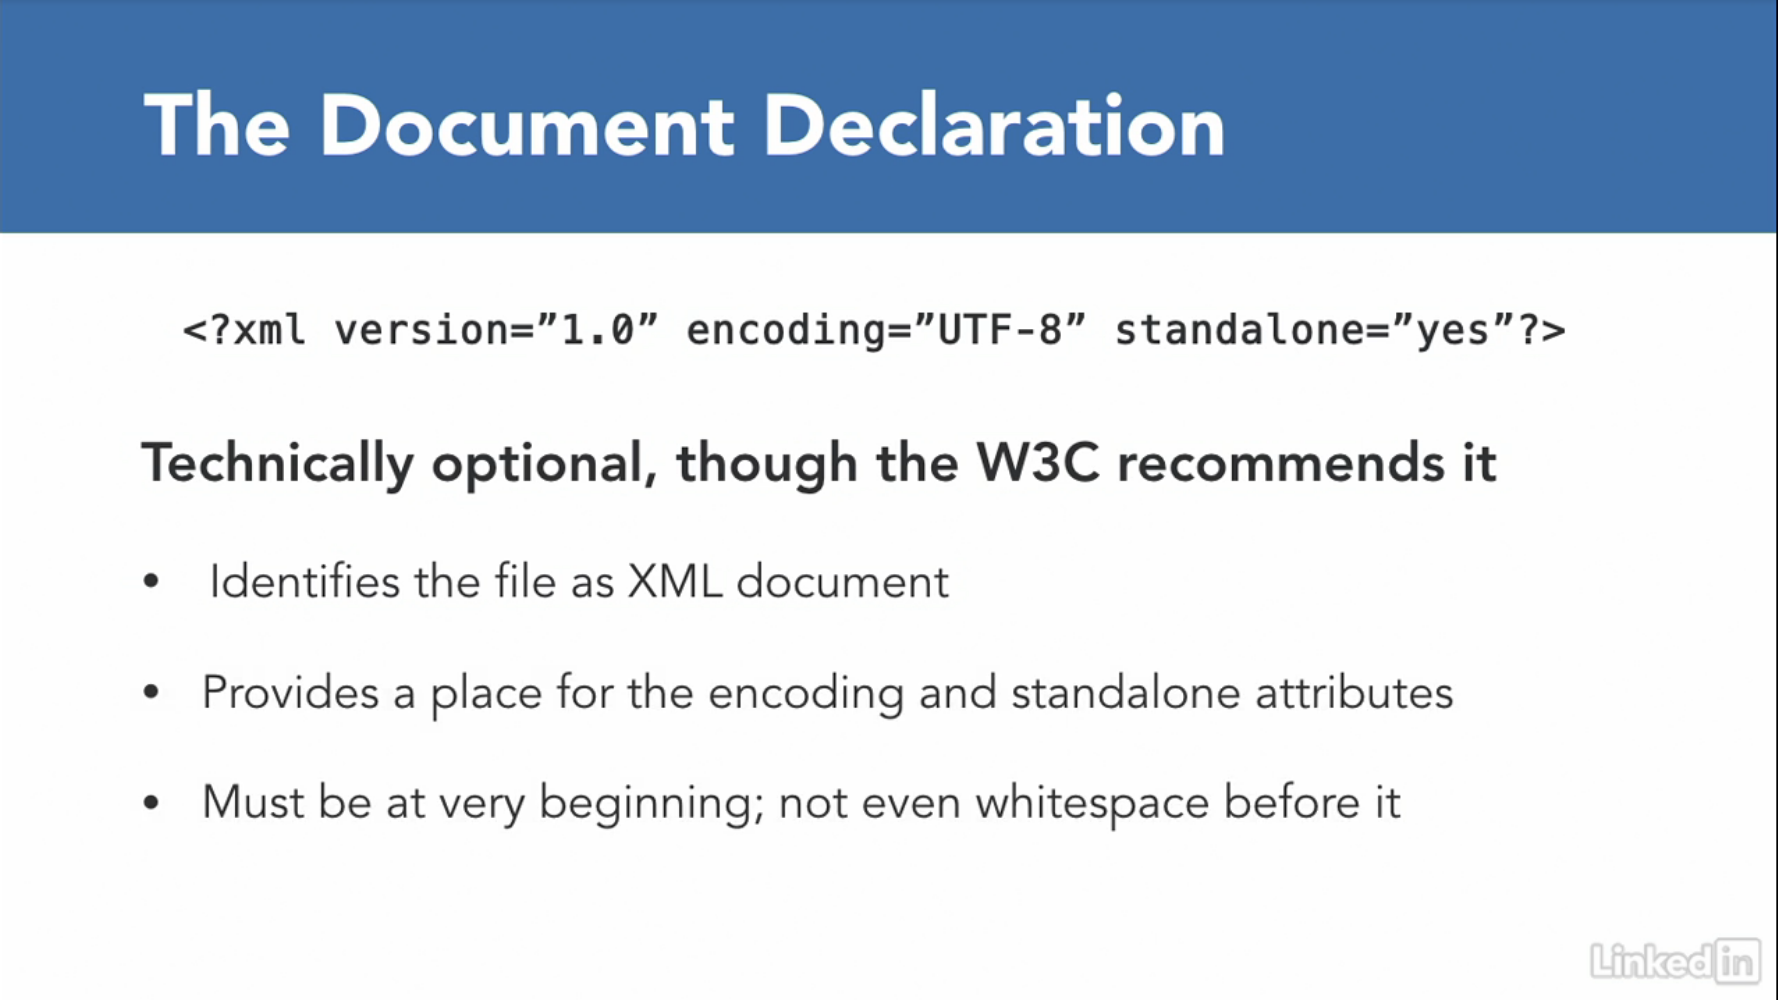 The Document Declaration
<?xml version=”1.0” encoding=”UTF-8” standalone=”yes”?>
Technically optional, though the W3C recommends it
• Identifies the file as XML document
• Provides a place for the encoding and standalone attributes
• Must be at very beginning; not even whitespace before it
Linked in